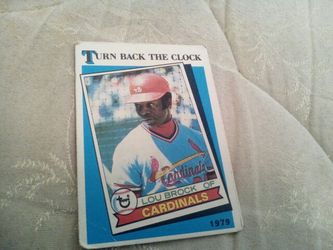 TURN BACK THE CLOCK
Cardinals
LOU BROCK OF
CARDINALS
1979